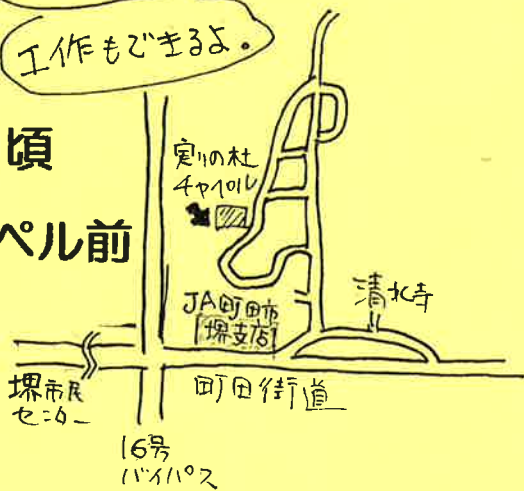 工作もできるよ。
頃
ペル前
実りの杜
チャペル
JA町田市
堺支店
清水寺
町田街道
堺市民
センター
16号
バイパス